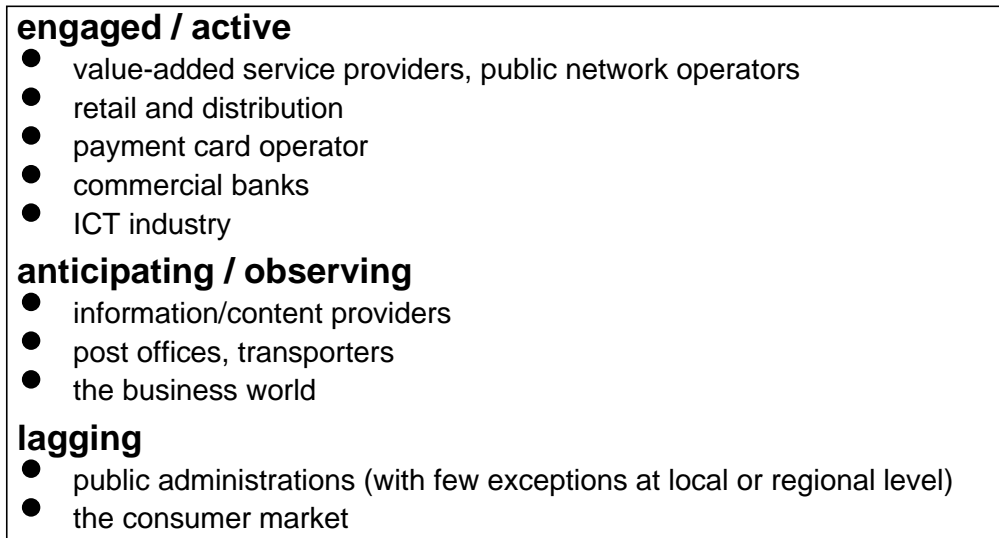 engaged / active
● value-added service providers, public network operators
● retail and distribution
● payment card operator
● commercial banks
● ICT industry
anticipating / observing
● information/content providers
● post offices, transporters
● the business world
lagging
● public administrations (with few exceptions at local or regional level)
● the consumer market